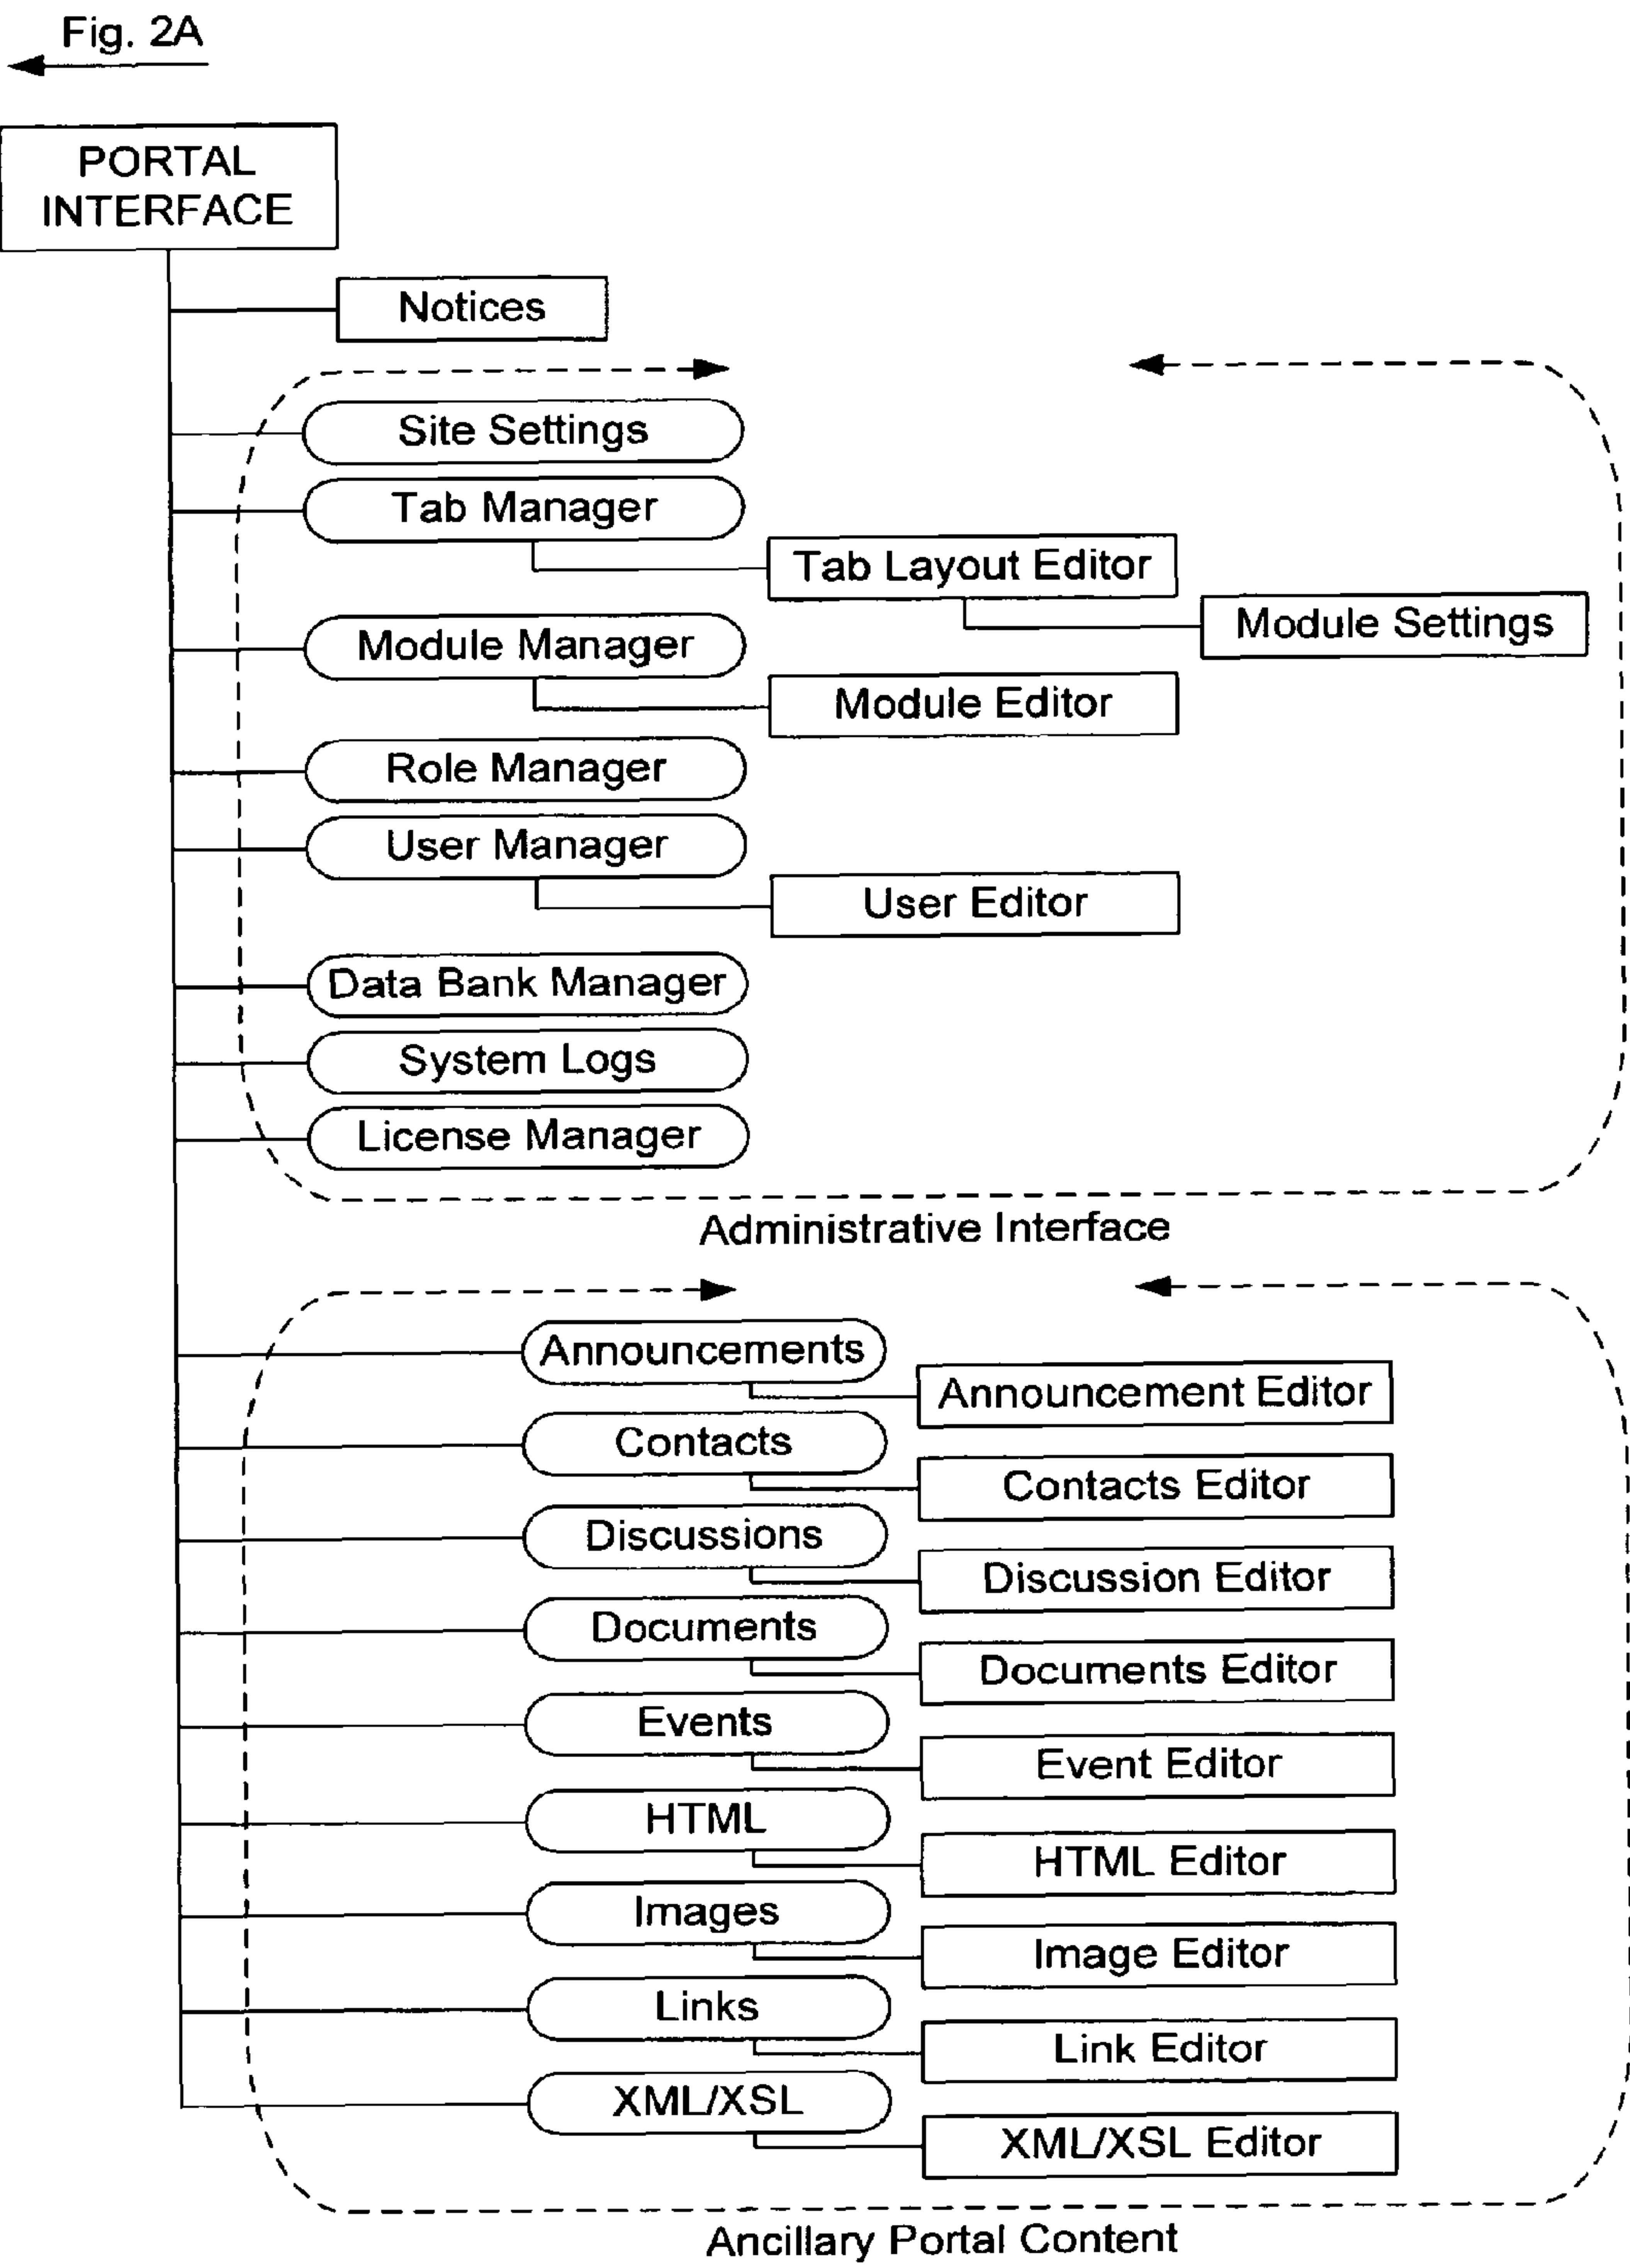 Fig. 2A
PORTAL
INTERFACE
Notices
Site Settings
Tab Manager
Tab Layout Editor
Module Settings
Module Manager
Module Editor
Role Manager
User Manager
User Editor
Data Bank Manager
System Logs
License Manager
Administrative Interface
Announcements
Announcement Editor
Contacts
Contacts Editor
Discussions
Discussion Editor
Documents
Documents Editor
Events
Event Editor
HTML
HTML Editor
Images
Image Editor
Links
Link Editor
XML/XSL
XML/XSL Editor
Ancillary Portal Content